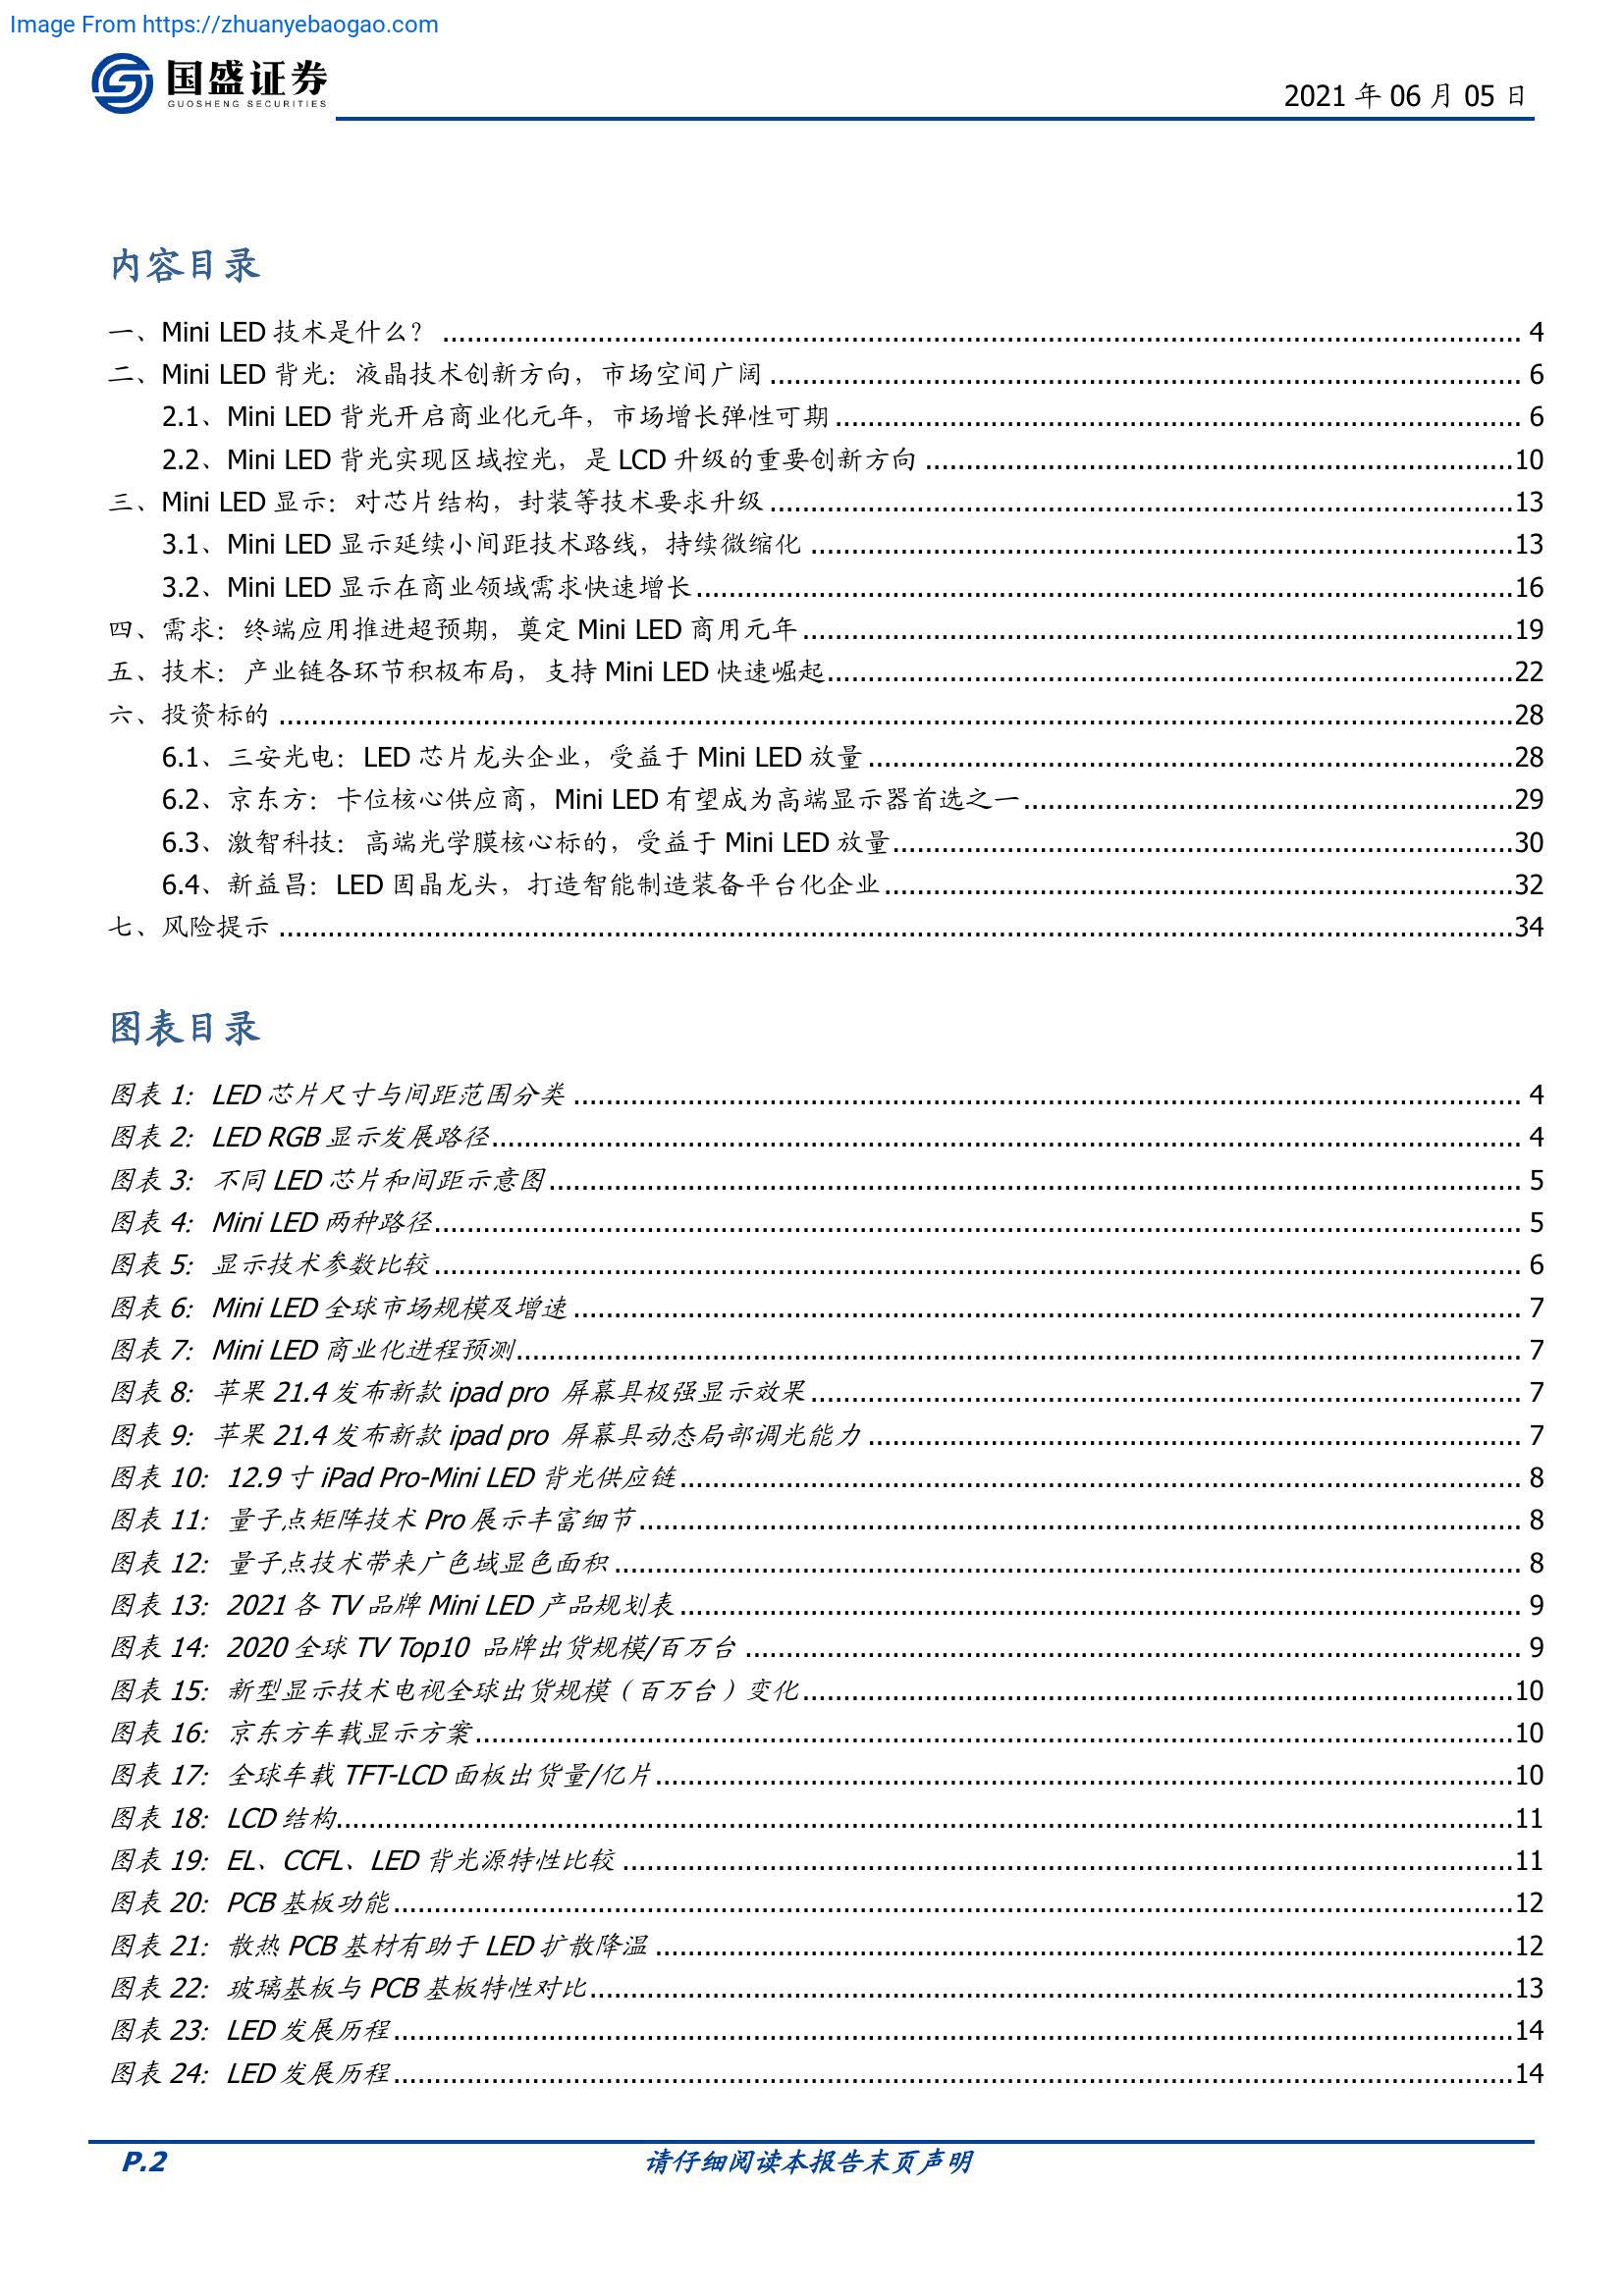 Image From https://zhuanyebaogao.com
国盛证券
GUOSHENG SECURITIES
2021 年 06 月 05 日
内容目录
一、Mini LED 技术是什么？ ........ 4
二、Mini LED 背光：液晶技术创新方向，市场空间广阔 ........ 6
2.1、Mini LED 背光开启商业化元年，市场增长弹性可期 ........ 6
2.2、Mini LED 背光实现区域控光，是 LCD 升级的重要创新方向 ........ 10
三、Mini LED 显示：对芯片结构，封装等技术要求升级 ........ 13
3.1、Mini LED 显示延续小间距技术路线，持续微缩化 ........ 13
3.2、Mini LED 显示在商业领域需求快速增长 ........ 16
四、需求：终端应用推进超预期，奠定 Mini LED 商用元年 ........ 19
五、技术：产业链各环节积极布局，支持 Mini LED 快速崛起 ........ 22
六、投资标的 ........ 28
6.1、三安光电：LED 芯片龙头企业，受益于 Mini LED 放量 ........ 28
6.2、京东方：卡位核心供应商，Mini LED 有望成为高端显示器首选之一 ........ 29
6.3、激智科技：高端光学膜核心标的，受益于 Mini LED 放量 ........ 30
6.4、新益昌：LED 固晶龙头，打造智能制造装备平台化企业 ........ 32
七、风险提示 ........ 34
图表目录
图表 1：LED 芯片尺寸与间距范围分类 ........ 4
图表 2：LED RGB 显示发展路径 ........ 4
图表 3：不同 LED 芯片和间距示意图 ........ 5
图表 4：Mini LED 两种路径 ........ 5
图表 5：显示技术参数比较 ........ 6
图表 6：Mini LED 全球市场规模及增速 ........ 7
图表 7：Mini LED 商业化进程预测 ........ 7
图表 8：苹果 21.4 发布新款 ipad pro 屏幕具极强显示效果 ........ 7
图表 9：苹果 21.4 发布新款 ipad pro 屏幕具动态局部调光能力 ........ 7
图表 10：12.9 寸 iPad Pro-Mini LED 背光供应链 ........ 8
图表 11：量子点矩阵技术 Pro 展示丰富细节 ........ 8
图表 12：量子点技术带来广色域显色面积 ........ 8
图表 13：2021 各 TV 品牌 Mini LED 产品规划表 ........ 9
图表 14：2020 全球 TV Top10 品牌出货规模/百万台 ........ 9
图表 15：新型显示技术电视全球出货规模（百万台）变化 ........ 10
图表 16：京东方车载显示方案 ........ 10
图表 17：全球车载 TFT-LCD 面板出货量/亿片 ........ 10
图表 18：LCD 结构 ........ 11
图表 19：EL、CCFL、LED 背光源特性比较 ........ 11
图表 20：PCB 基板功能 ........ 12
图表 21：散热 PCB 基材有助于 LED 扩散降温 ........ 12
图表 22：玻璃基板与 PCB 基板特性对比 ........ 13
图表 23：LED 发展历程 ........ 14
图表 24：LED 发展历程 ........ 14
P.2
请仔细阅读本报告末页声明